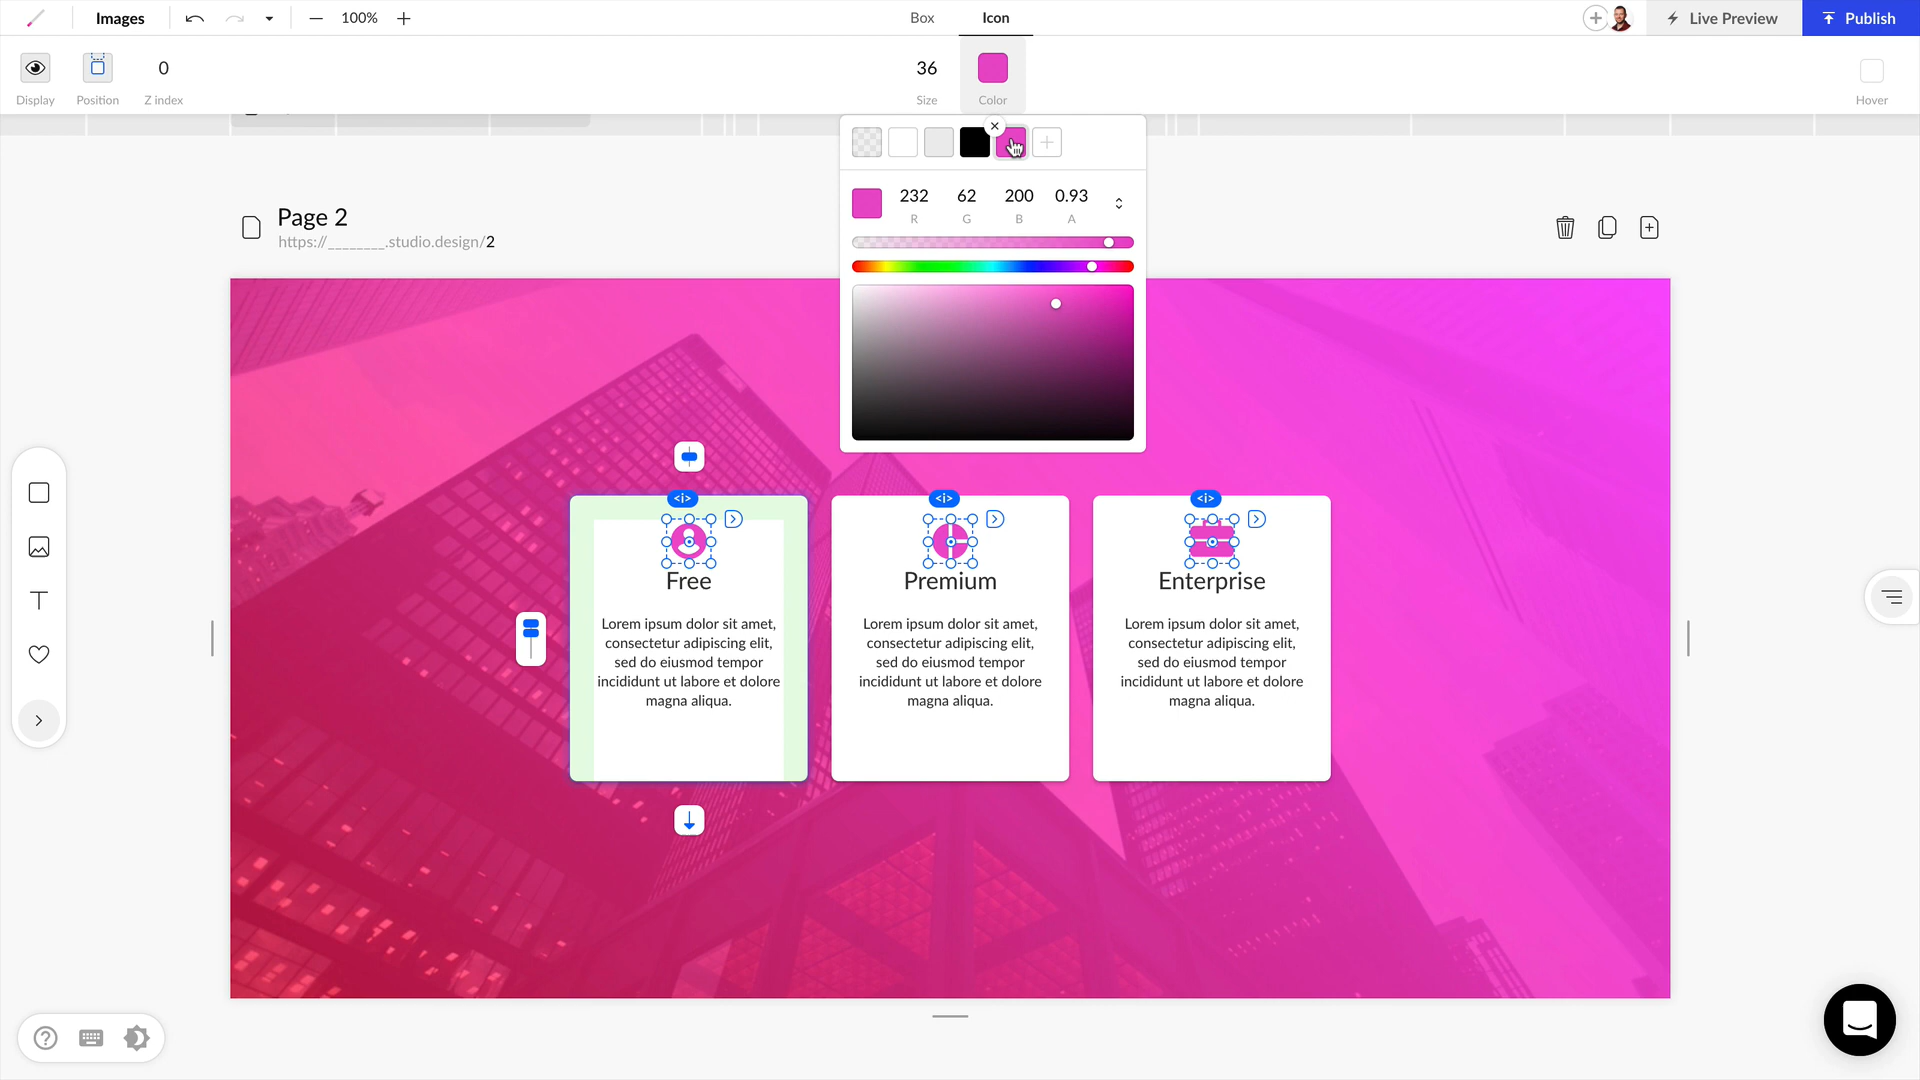 Images
100%
Box
Icon
Live Preview
Publish
0
36
Display
Position
Z index
Size
Color
Hover
232
62
200
0.93
R
G
B
A
Page 2
https://________.studio.design/2
<i>
<i>
<i>
Free
Lorem ipsum dolor sit amet,
consectetur adipiscing elit,
sed do eiusmod tempor
incididunt ut labore et dolore
magna aliqua.
Premium
Lorem ipsum dolor sit amet,
consectetur adipiscing elit,
sed do eiusmod tempor
incididunt ut labore et dolore
magna aliqua.
Enterprise
Lorem ipsum dolor sit amet,
consectetur adipiscing elit,
sed do eiusmod tempor
incididunt ut labore et dolore
magna aliqua.